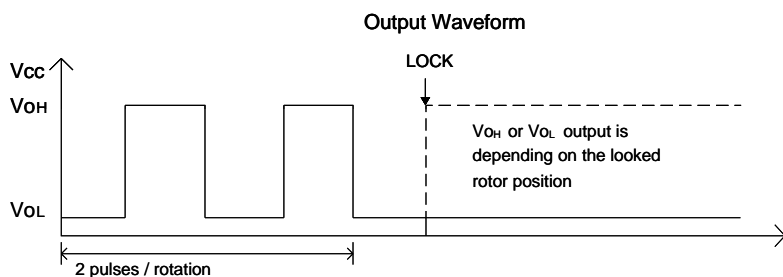 Output Waveform
LOCK
Vcc
VOH
VOH or VOL output is
depending on the looked
rotor position
VOL
2 pulses / rotation